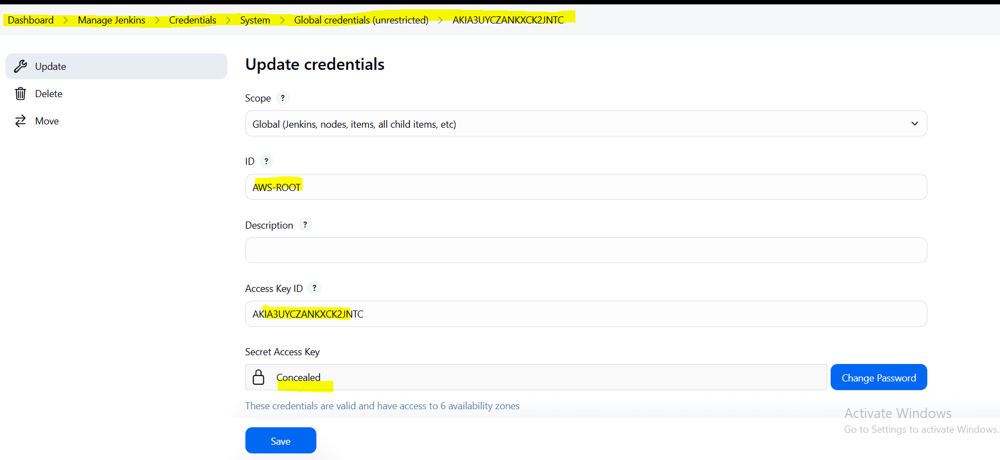 Dashboard > Manage Jenkins > Credentials > System > Global credentials (unrestricted) > AKIA3UYCZANKXCK2JNTC
Update
Delete
Move
Update credentials
Scope ?
Global (Jenkins, nodes, items, all child items, etc)
ID ?
AWS-ROOT
Description ?
Access Key ID ?
AKIA3UYCZANKXCK2JNTC
Secret Access Key
Concealed
Change Password
These credentials are valid and have access to 6 availability zones
Save
Activate Windows
Go to Settings to activate Windows.